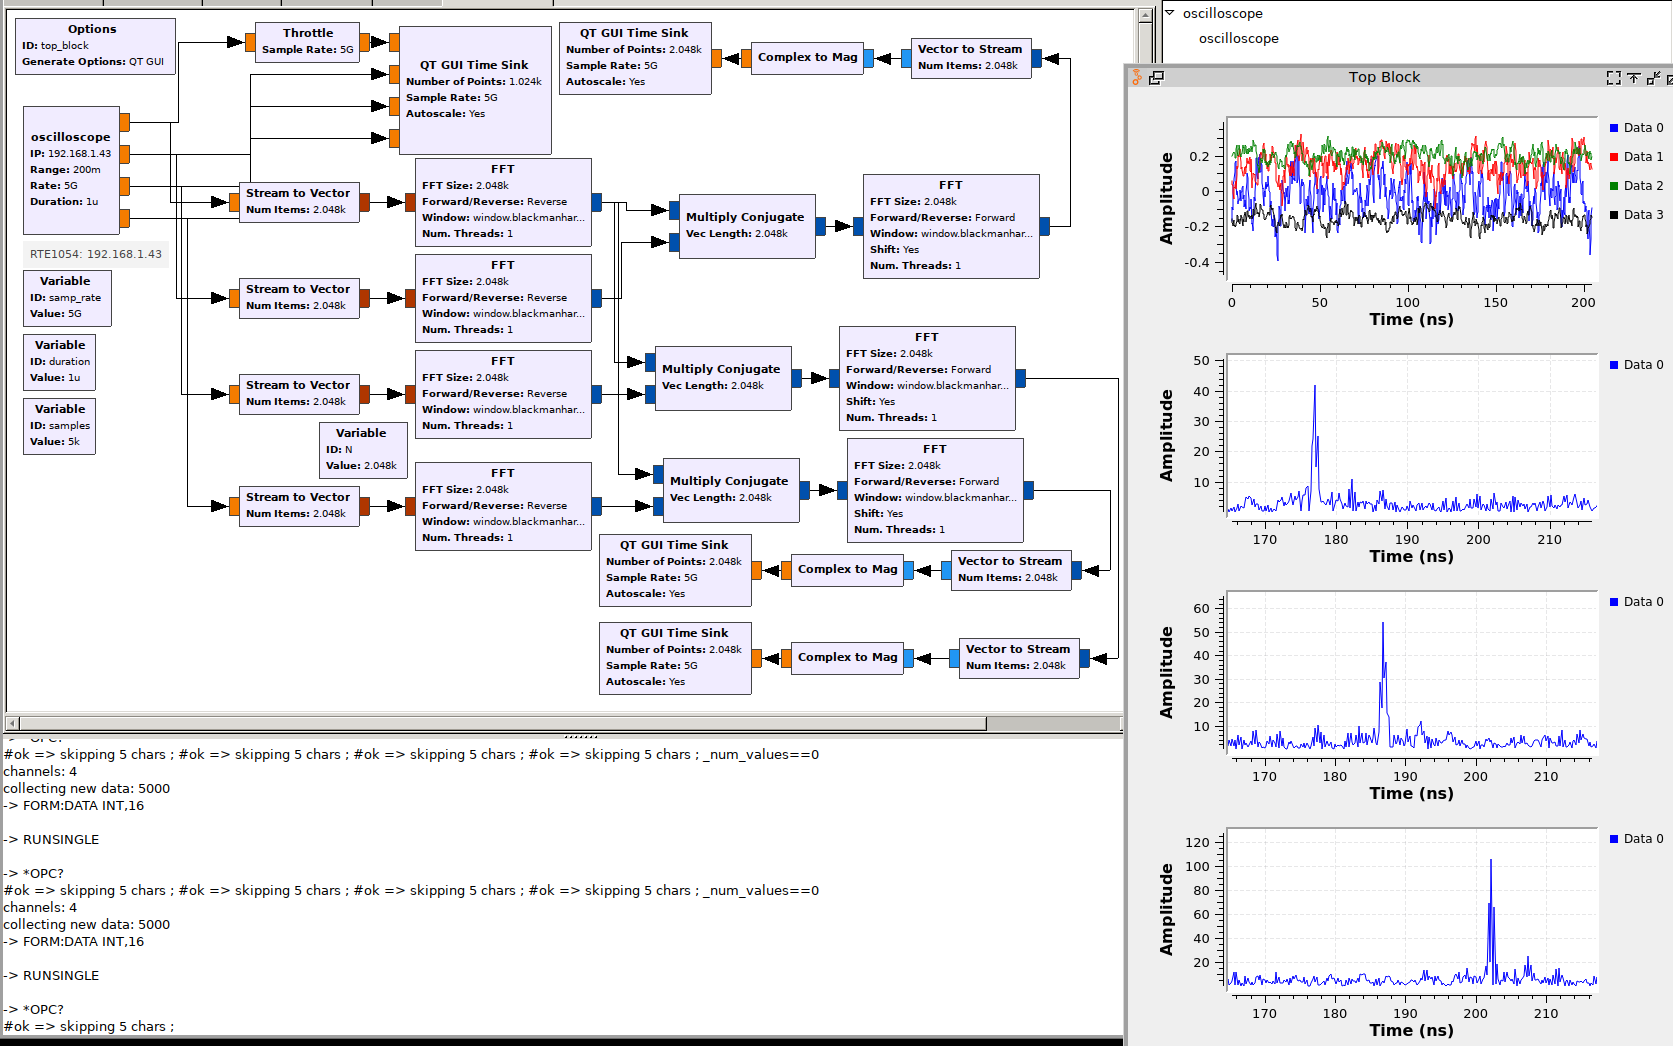 Options
ID: top_block
Generate Options: QT GUI
Throttle
Sample Rate: 5G
QT GUI Time Sink
Number of Points: 1.024k
Sample Rate: 5G
Autoscale: Yes
QT GUI Time Sink
Number of Points: 2.048k
Sample Rate: 5G
Autoscale: Yes
Complex to Mag
Vector to Stream
Num Items: 2.048k
oscilloscope
IP: 192.168.1.43
Range: 200m
Rate: 5G
Duration: 1u
RTE1054: 192.168.1.43
Variable
ID: samp_rate
Value: 5G
Variable
ID: duration
Value: 1u
Variable
ID: samples
Value: 5k
Stream to Vector
Num Items: 2.048k
FFT
FFT Size: 2.048k
Forward/Reverse: Reverse
Window: window.blackmanhar...
Num. Threads: 1
Multiply Conjugate
Vec Length: 2.048k
FFT
FFT Size: 2.048k
Forward/Reverse: Forward
Window: window.blackmanhar...
Shift: Yes
Num. Threads: 1
Stream to Vector
Num Items: 2.048k
FFT
FFT Size: 2.048k
Forward/Reverse: Reverse
Window: window.blackmanhar...
Num. Threads: 1
Stream to Vector
Num Items: 2.048k
FFT
FFT Size: 2.048k
Forward/Reverse: Reverse
Window: window.blackmanhar...
Num. Threads: 1
Multiply Conjugate
Vec Length: 2.048k
FFT
FFT Size: 2.048k
Forward/Reverse: Forward
Window: window.blackmanhar...
Shift: Yes
Num. Threads: 1
Variable
ID: N
Value: 2.048k
Stream to Vector
Num Items: 2.048k
FFT
FFT Size: 2.048k
Forward/Reverse: Reverse
Window: window.blackmanhar...
Num. Threads: 1
Multiply Conjugate
Vec Length: 2.048k
FFT
FFT Size: 2.048k
Forward/Reverse: Forward
Window: window.blackmanhar...
Shift: Yes
Num. Threads: 1
QT GUI Time Sink
Number of Points: 2.048k
Sample Rate: 5G
Autoscale: Yes
Complex to Mag
Vector to Stream
Num Items: 2.048k
QT GUI Time Sink
Number of Points: 2.048k
Sample Rate: 5G
Autoscale: Yes
Complex to Mag
Vector to Stream
Num Items: 2.048k
-> *OPC?
#ok => skipping 5 chars ; #ok => skipping 5 chars ; #ok => skipping 5 chars ; #ok => skipping 5 chars ; _num_values==0
channels: 4
collecting new data: 5000
-> FORM:DATA INT,16
-> RUNSINGLE
-> *OPC?
#ok => skipping 5 chars ; #ok => skipping 5 chars ; #ok => skipping 5 chars ; #ok => skipping 5 chars ; _num_values==0
channels: 4
collecting new data: 5000
-> FORM:DATA INT,16
-> RUNSINGLE
-> *OPC?
#ok => skipping 5 chars ;
oscilloscope
oscilloscope
Top Block
Amplitude
0.2
0
-0.2
-0.4
0 50 100 150 200
Time (ns)
Data 0
Data 1
Data 2
Data 3
Amplitude
50
40
30
20
10
170 180 190 200 210
Time (ns)
Data 0
Amplitude
60
50
40
30
20
10
170 180 190 200 210
Time (ns)
Data 0
Amplitude
120
100
80
60
40
20
170 180 190 200 210
Time (ns)
Data 0